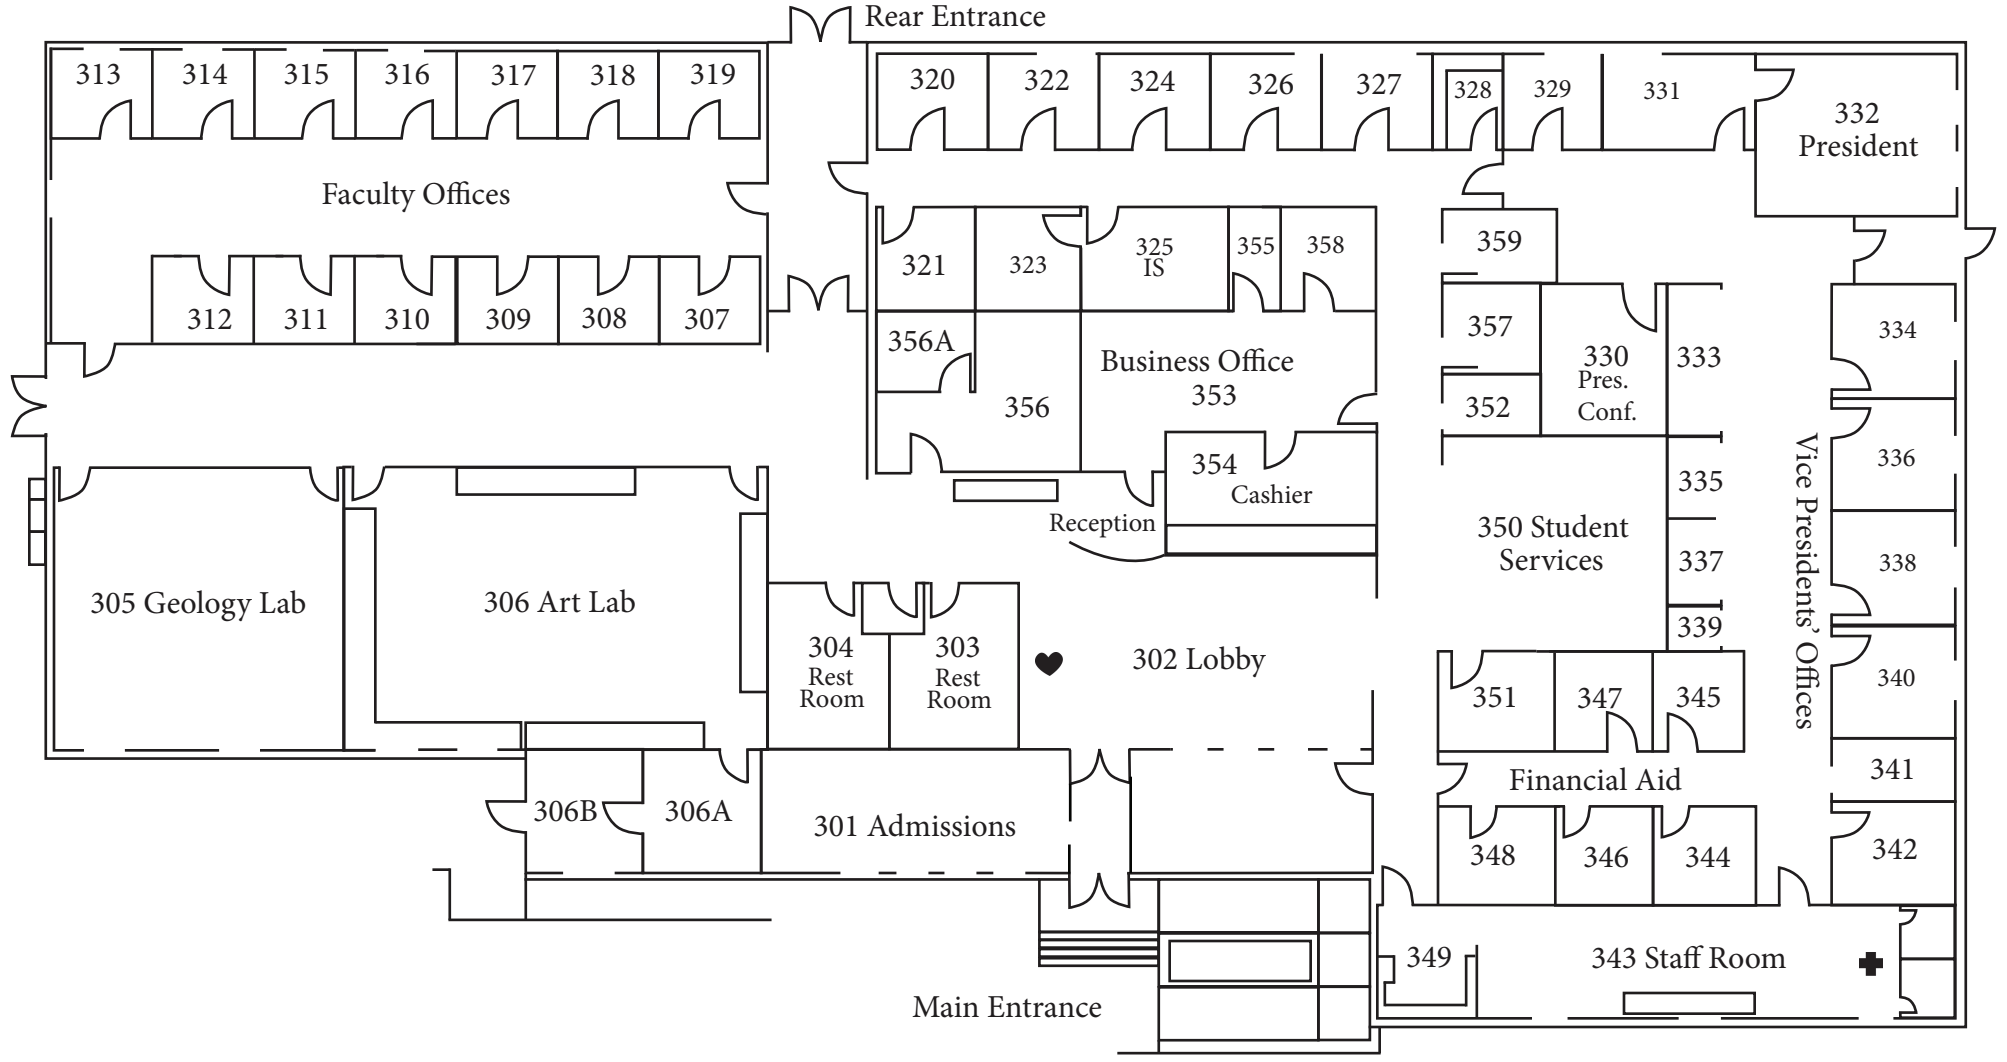 Rear Entrance
313
314
315
316
317
318
319
320
322
324
326
327
328
329
331
332
President
Faculty Offices
321
323
325
IS
355
358
359
312
311
310
309
308
307
356A
356
Business Office
353
357
352
330
Pres.
Conf.
333
334
336
338
340
341
342
Vice Presidents’ Offices
354
Cashier
Reception
335
337
339
350 Student
Services
305 Geology Lab
306 Art Lab
304
Rest
Room
303
Rest
Room
302 Lobby
351
347
345
Financial Aid
306B
306A
301 Admissions
348
346
344
349
343 Staff Room
Main Entrance